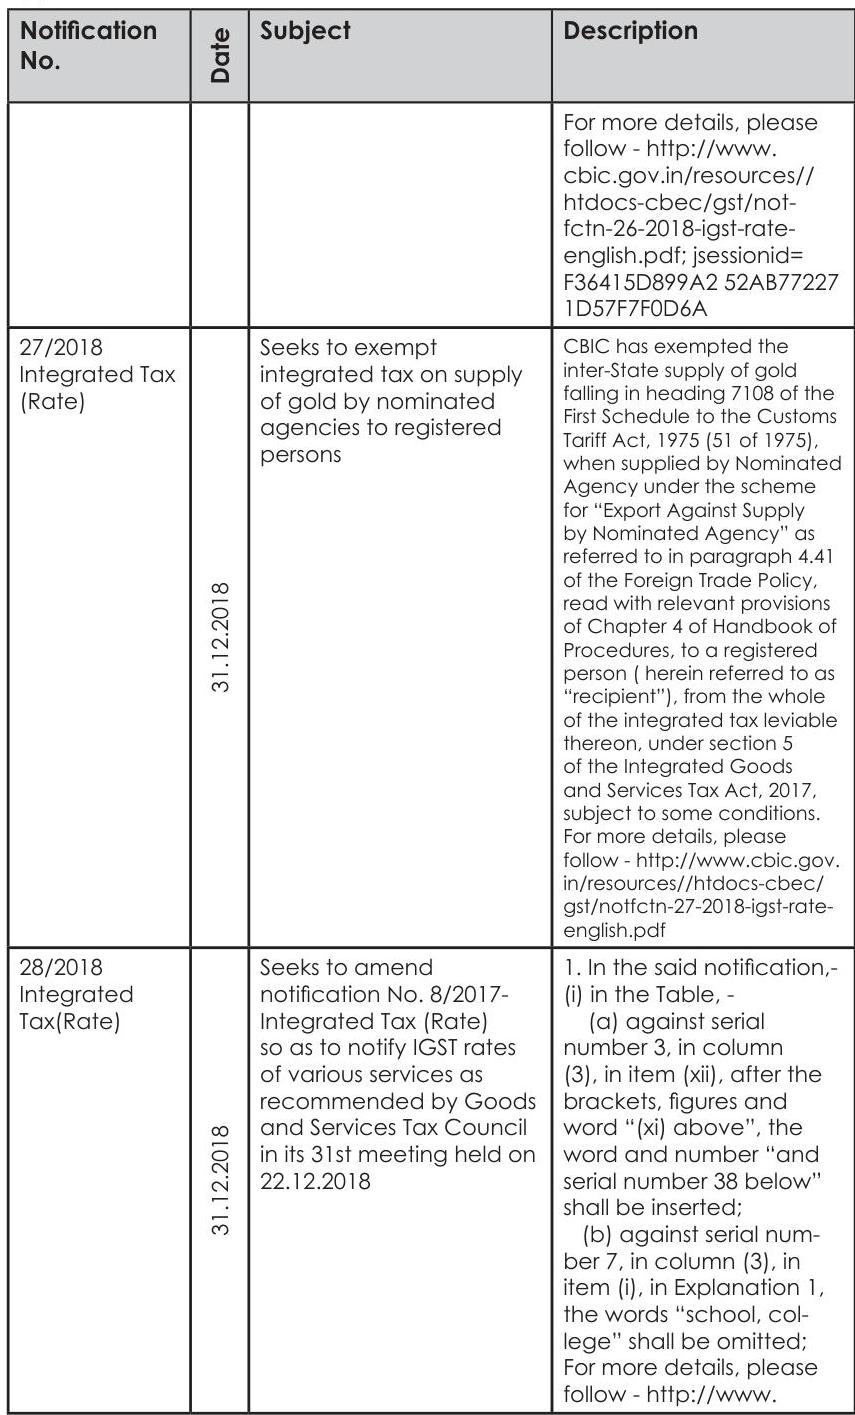 Notification
No.
Date
Subject
Description
For more details, please
follow - http://www.
cbic.gov.in/resources//
htdocs-cbec/gst/not-
fctn-26-2018-igst-rate-
english.pdf; jsessionid=
F36415D899A2 52AB77227
1D57F7F0D6A
27/2018
Integrated Tax
(Rate)
31.12.2018
Seeks to exempt
integrated tax on supply
of gold by nominated
agencies to registered
persons
CBIC has exempted the
inter-State supply of gold
falling in heading 7108 of the
First Schedule to the Customs
Tariff Act, 1975 (51 of 1975),
when supplied by Nominated
Agency under the scheme
for “Export Against Supply
by Nominated Agency” as
referred to in paragraph 4.41
of the Foreign Trade Policy,
read with relevant provisions
of Chapter 4 of Handbook of
Procedures, to a registered
person ( herein referred to as
“recipient”), from the whole
of the integrated tax leviable
thereon, under section 5
of the Integrated Goods
and Services Tax Act, 2017,
subject to some conditions.
For more details, please
follow - http://www.cbic.gov.
in/resources//htdocs-cbec/
gst/notfctn-27-2018-igst-rate-
english.pdf
28/2018
Integrated
Tax(Rate)
31.12.2018
Seeks to amend
notification No. 8/2017-
Integrated Tax (Rate)
so as to notify IGST rates
of various services as
recommended by Goods
and Services Tax Council
in its 31st meeting held on
22.12.2018
1. In the said notification,-
(i) in the Table, -
(a) against serial
number 3, in column
(3), in item (xii), after the
brackets, figures and
word “(xi) above”, the
word and number “and
serial number 38 below”
shall be inserted;
(b) against serial num-
ber 7, in column (3), in
item (i), in Explanation 1,
the words “school, col-
lege” shall be omitted;
For more details, please
follow - http://www.